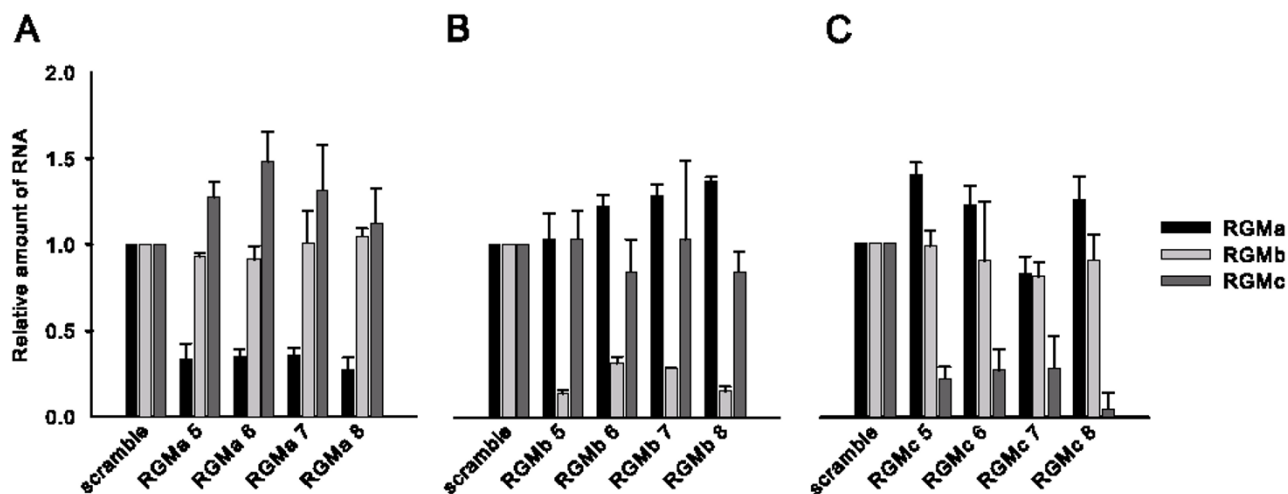 A
B
C
Relative amount of RNA
2.0
1.5
1.0
0.5
0.0
scramble
RGMa 5
RGMa 6
RGMa 7
RGMa 8
scramble
RGMb 5
RGMb 6
RGMb 7
RGMb 8
scramble
RGMc 5
RGMc 6
RGMc 7
RGMc 8
RGMa
RGMb
RGMc